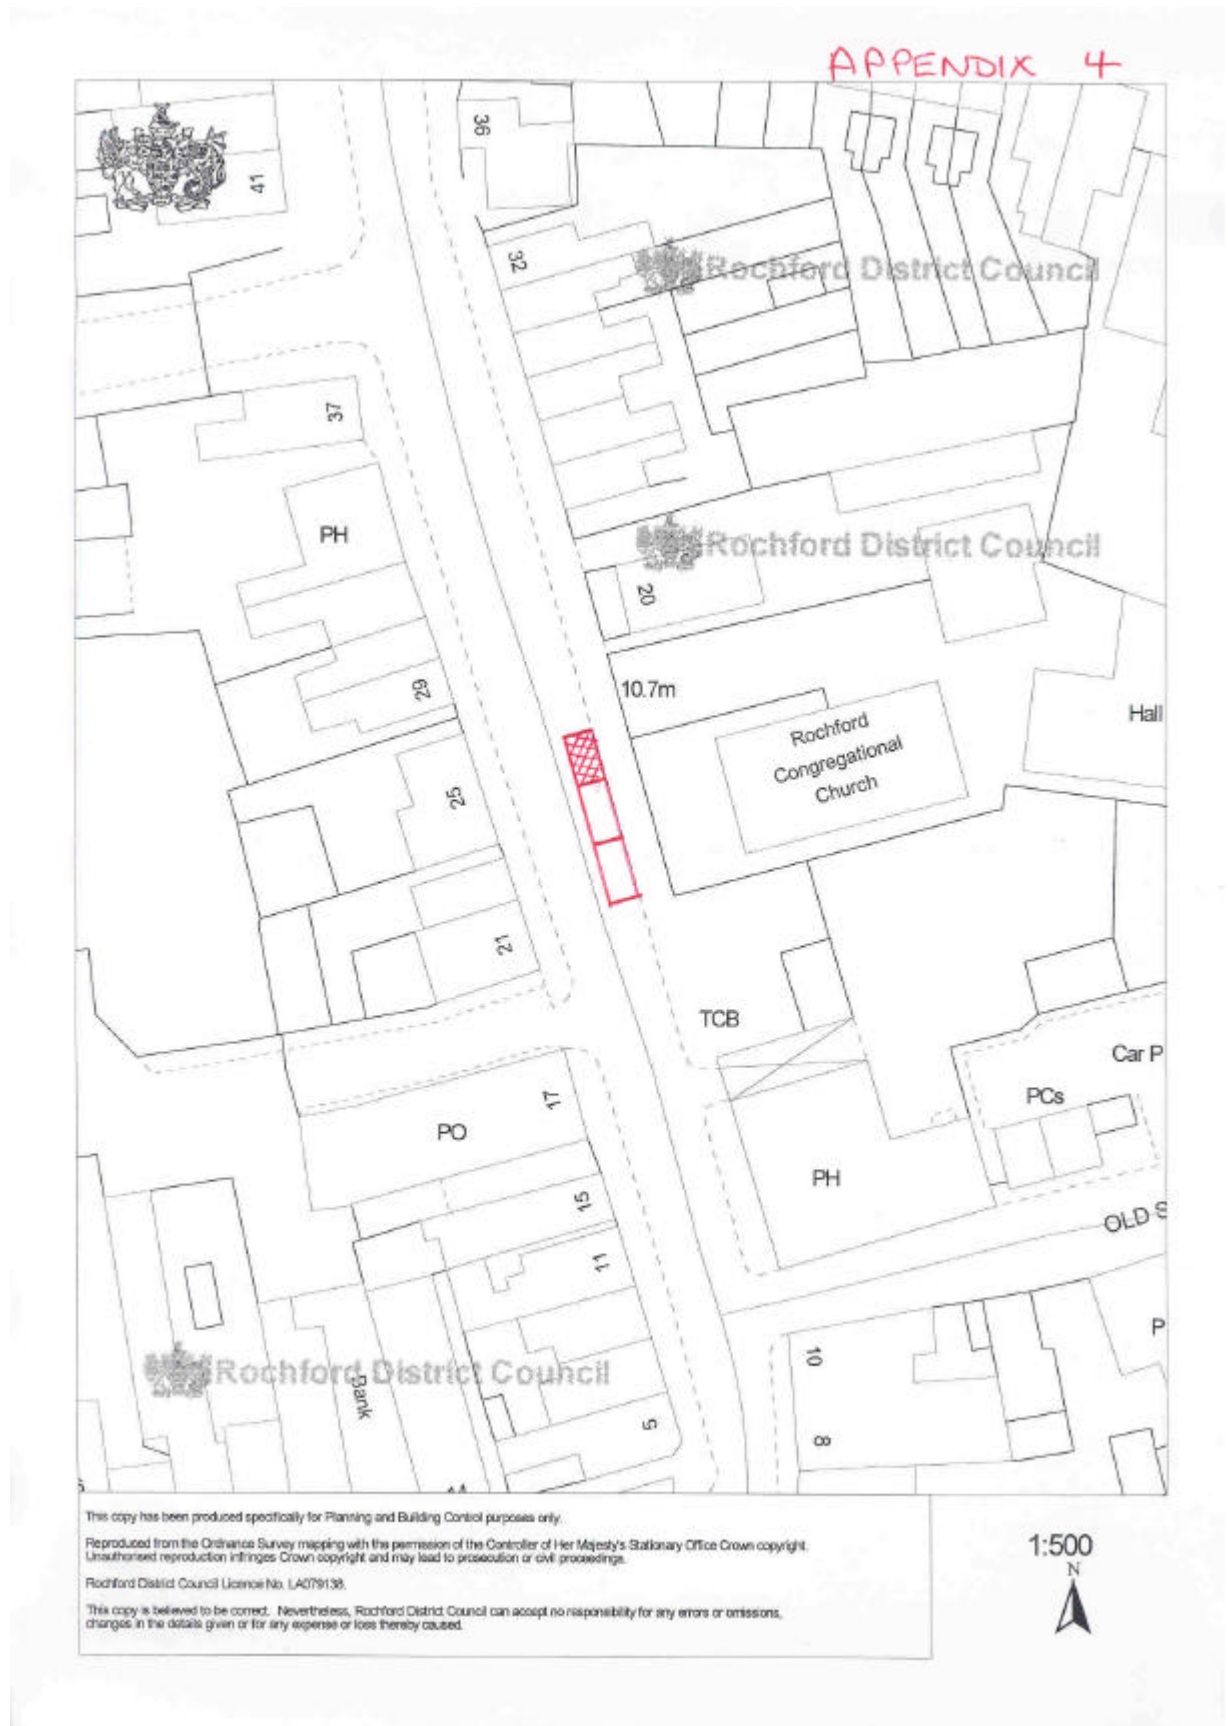 APPENDIX 4
36
41
32
Rochford District Council
37
PH
Rochford District Council
20
29
10.7m
Hall
Rochford
Congregational
Church
25
21
TCB
Car P
PCs
17
PO
PH
15
OLD S
11
P
10
Rochford District Council
Bank
5
8
This copy has been produced specifically for Planning and Building Control purposes only.
Reproduced from the Ordnance Survey mapping with the permission of the Controller of Her Majesty's Stationary Office Crown copyright.
Unauthorised reproduction infringes Crown copyright and may lead to prosecution or civil proceedings.
Rochford District Council Licence No. LA079138.
This copy is believed to be correct. Nevertheless, Rochford District Council can accept no responsibility for any errors or omissions,
changes in the details given or for any expense or loss thereby caused.
1:500
N